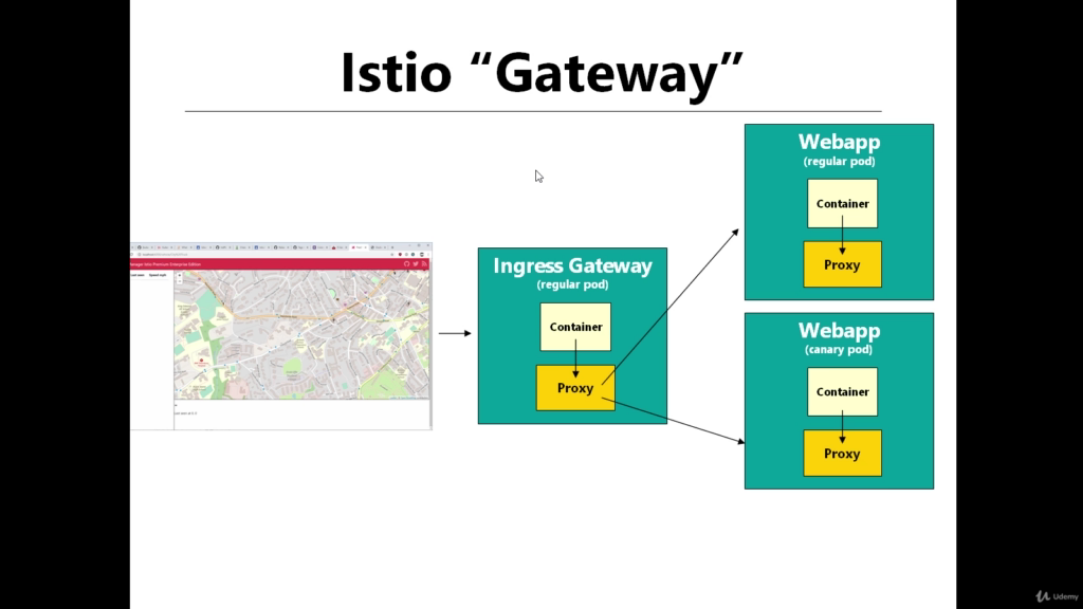 Istio “Gateway”
Webapp
(regular pod)
Container
Proxy
Ingress Gateway
(regular pod)
Container
Proxy
Webapp
(canary pod)
Container
Proxy
Udemy